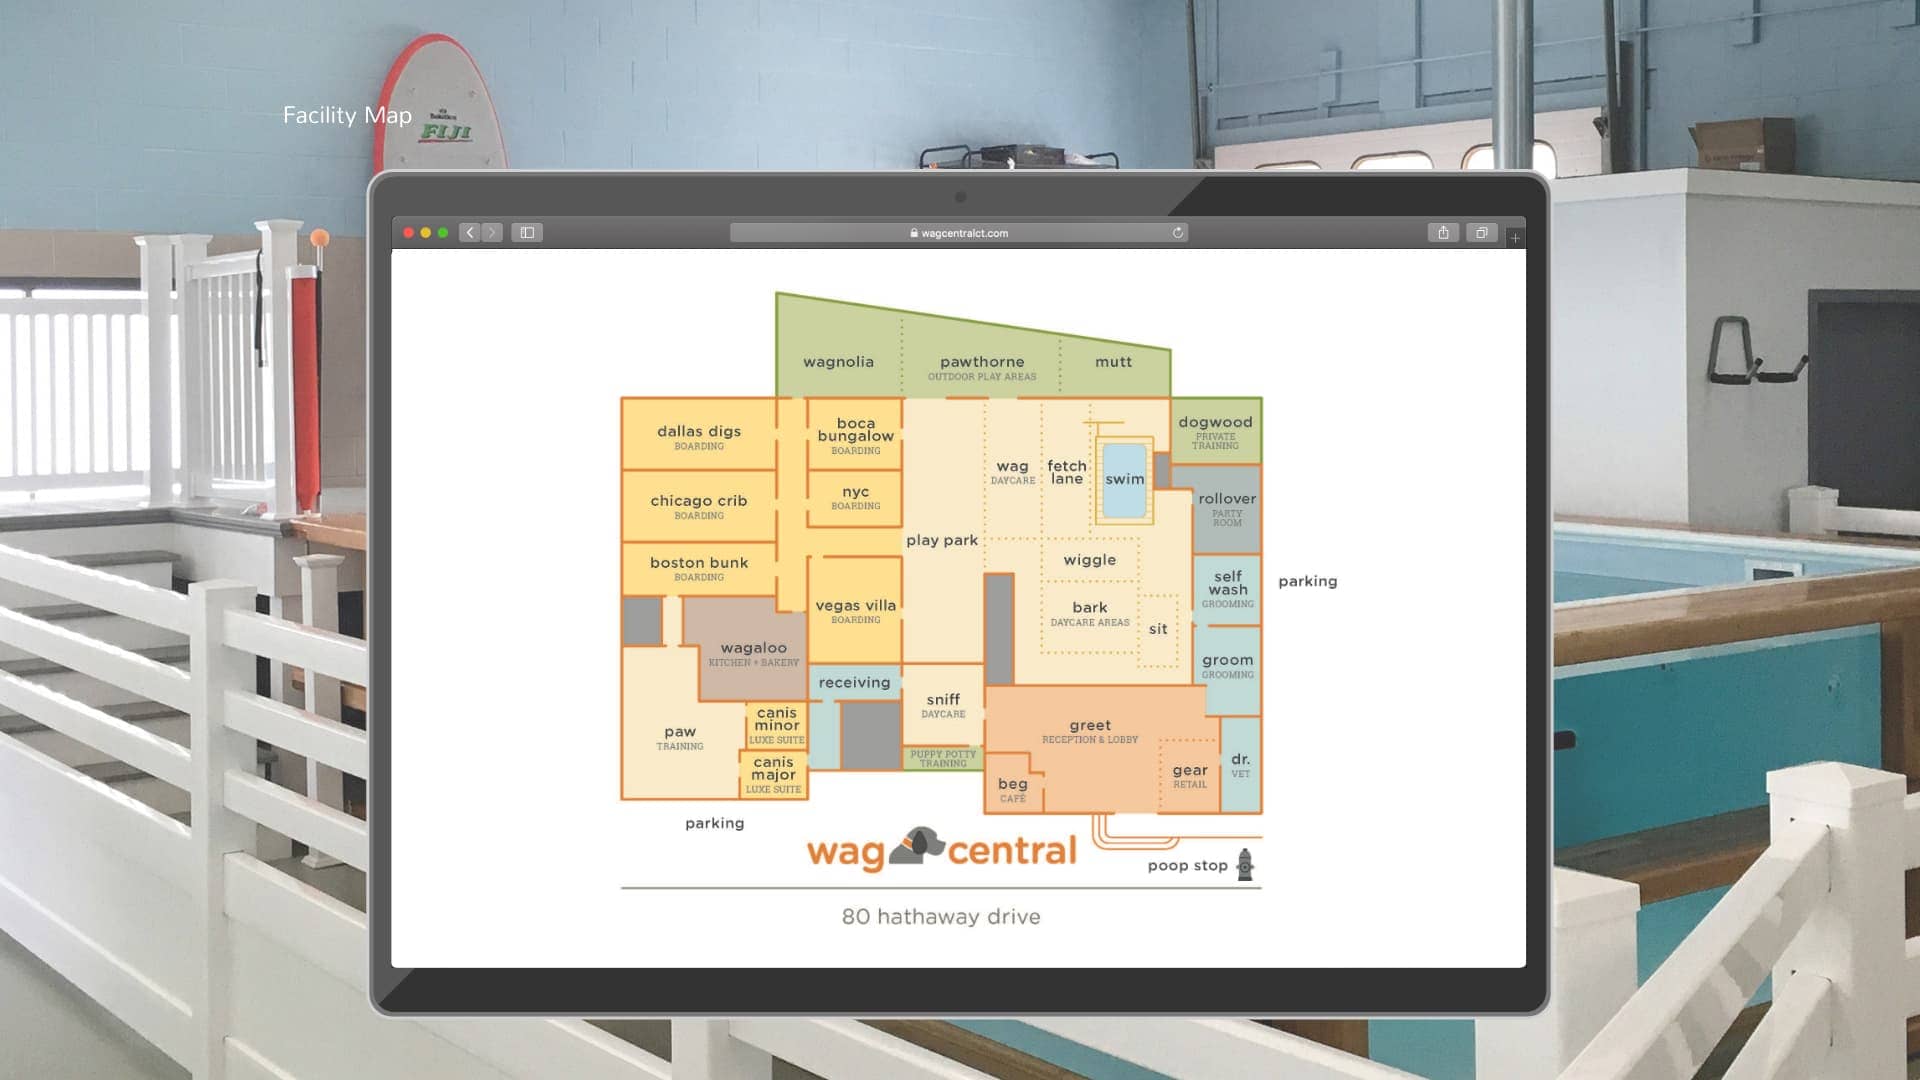 Facility Map
FIJI
wagcentralct.com
wagnolia
pawthorne
OUTDOOR PLAY AREAS
mutt
dallas digs
BOARDING
boca
bungalow
BOARDING
dogwood
PRIVATE
TRAINING
wag
DAYCARE
fetch
lane
swim
chicago crib
BOARDING
nyc
BOARDING
rollover
PARTY
ROOM
play park
boston bunk
BOARDING
wiggle
self
wash
GROOMING
parking
vegas villa
BOARDING
bark
DAYCARE AREAS
sit
wagaloo
KITCHEN + BAKERY
groom
GROOMING
receiving
sniff
DAYCARE
paw
TRAINING
canis
minor
LUXE SUITE
canis
major
LUXE SUITE
PUPPY POTTY
TRAINING
greet
RECEPTION & LOBBY
beg
CAFÉ
gear
RETAIL
dr.
VET
parking
wag central
poop stop
80 hathaway drive